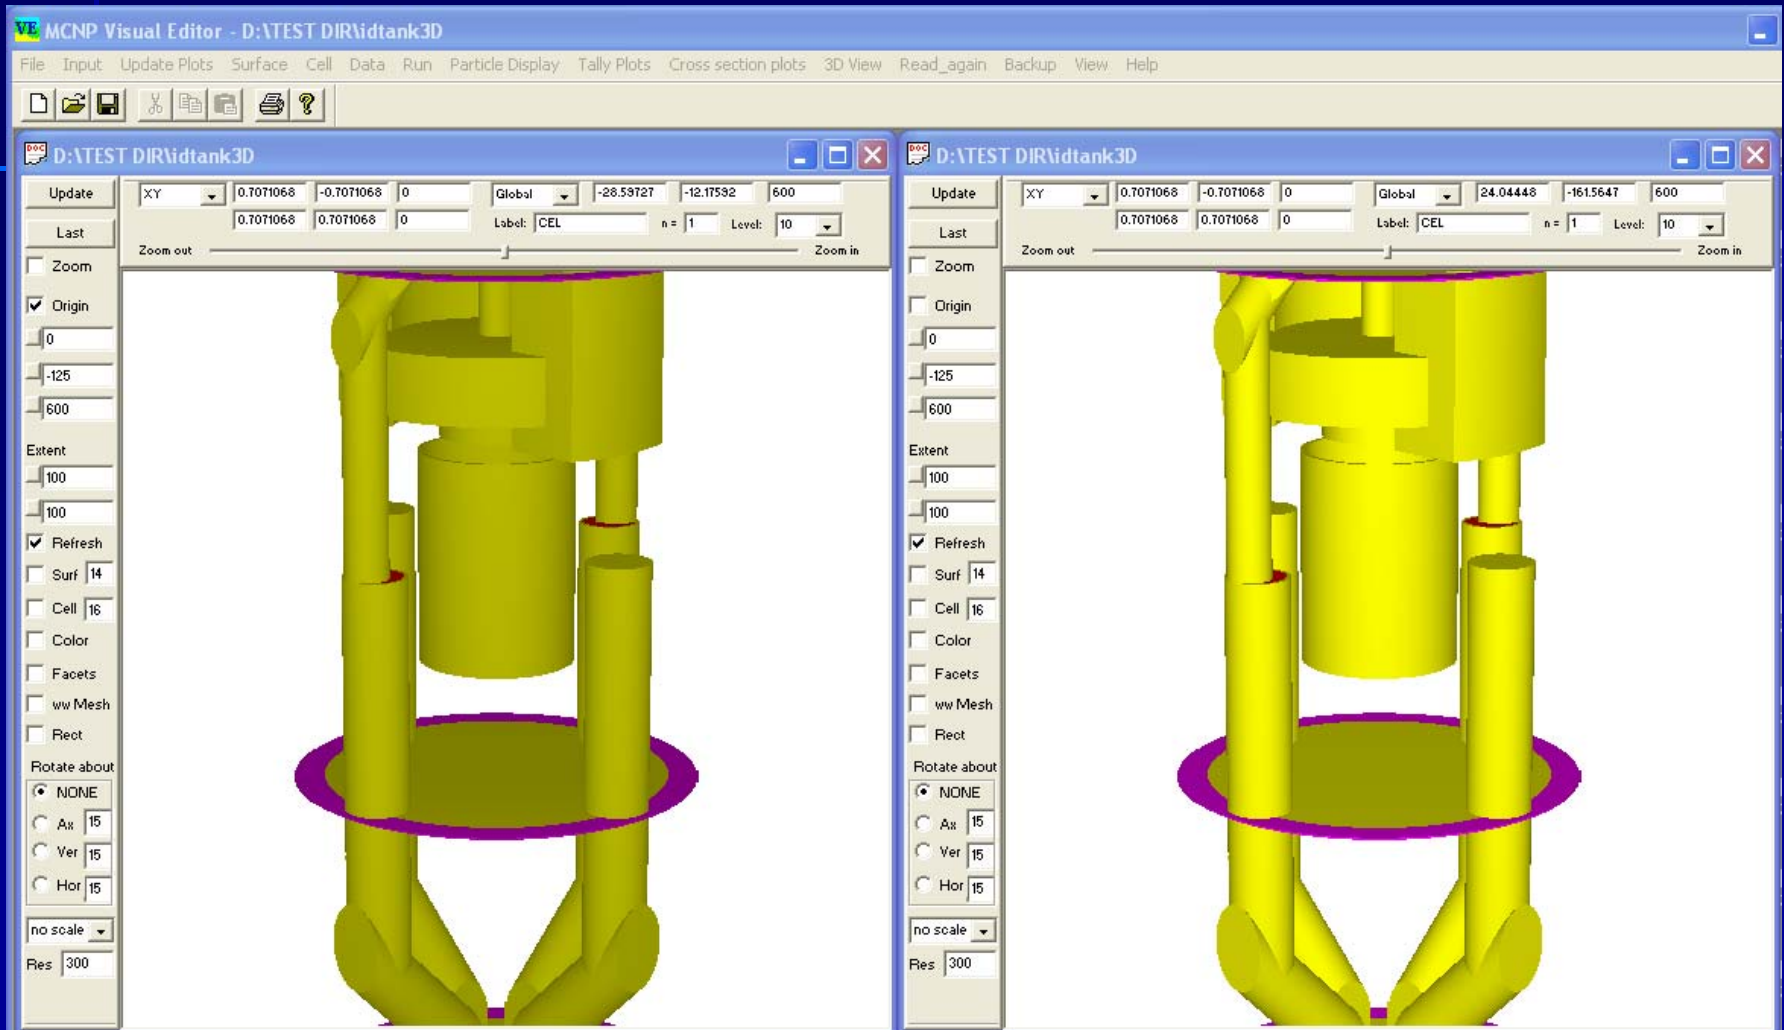 VE MCNP Visual Editor - D:\TEST DIR\idtank3D
File Input Update Plots Surface Cell Data Run Particle Display Tally Plots Cross section plots 3D View Read_again Backup View Help
DOC D:\TEST DIR\idtank3D
Update XY 0.7071068 -0.7071068 0 Global -28.59727 -12.17592 600
0.7071068 0.7071068 0 Label: CEL n = 1 Level: 10
Last
Zoom out Zoom in
Zoom
Origin
0
-125
600
Extent
100
100
Refresh
Surf 14
Cell 16
Color
Facets
ww Mesh
Rect
Rotate about
NONE
Ax 15
Ver 15
Hor 15
no scale
Res 300
DOC D:\TEST DIR\idtank3D
Update XY 0.7071068 -0.7071068 0 Global 24.04448 -161.5647 600
0.7071068 0.7071068 0 Label: CEL n = 1 Level: 10
Last
Zoom out Zoom in
Zoom
Origin
0
-125
600
Extent
100
100
Refresh
Surf 14
Cell 16
Color
Facets
ww Mesh
Rect
Rotate about
NONE
Ax 15
Ver 15
Hor 15
no scale
Res 300